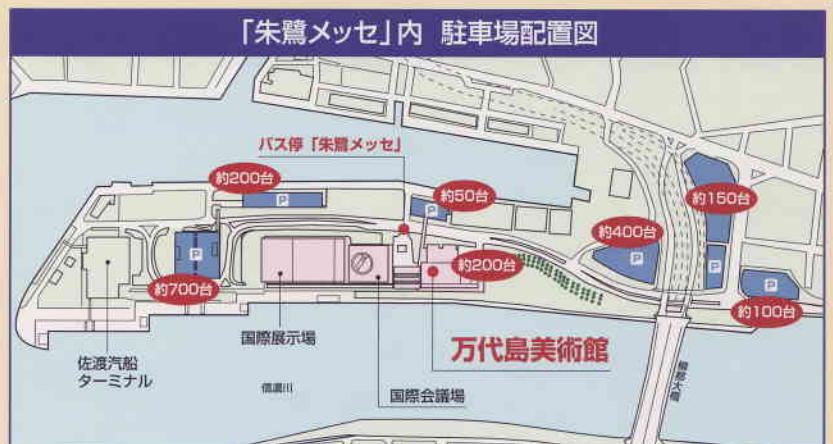 「朱鷺メッセ」内 駐車場配置図
バス停「朱鷺メッセ」
約200台
P
約50台
P
約150台
P
P
約400台
P
約200台
約700台
P
約100台
P
国際展示場
万代島美術館
佐渡汽船
ターミナル
信濃川
国際会議場
柳都大橋